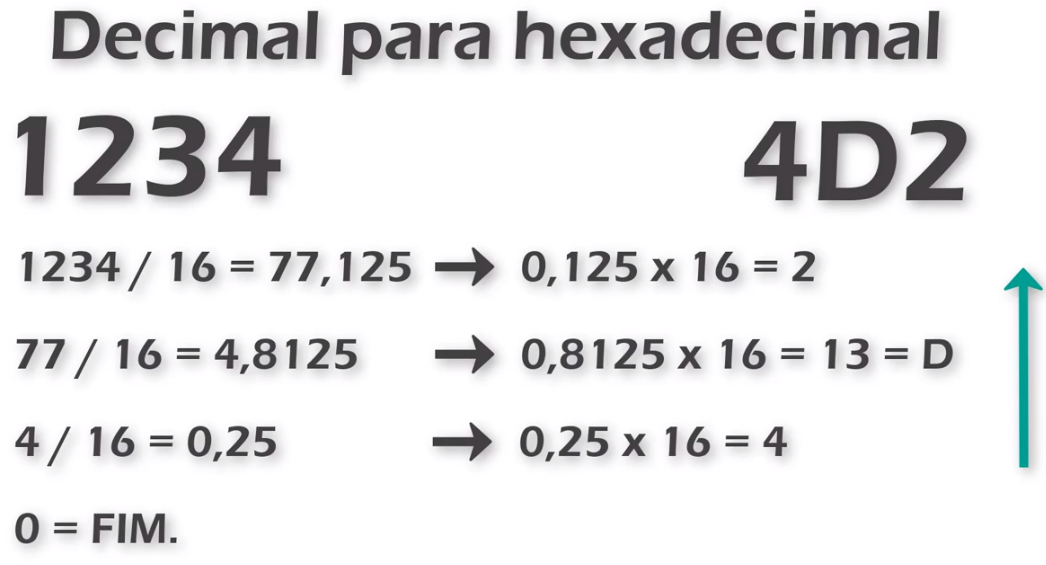 Decimal para hexadecimal
1234 4D2
1234 / 16 = 77,125 → 0,125 x 16 = 2
77 / 16 = 4,8125 → 0,8125 x 16 = 13 = D
4 / 16 = 0,25 → 0,25 x 16 = 4
0 = FIM.